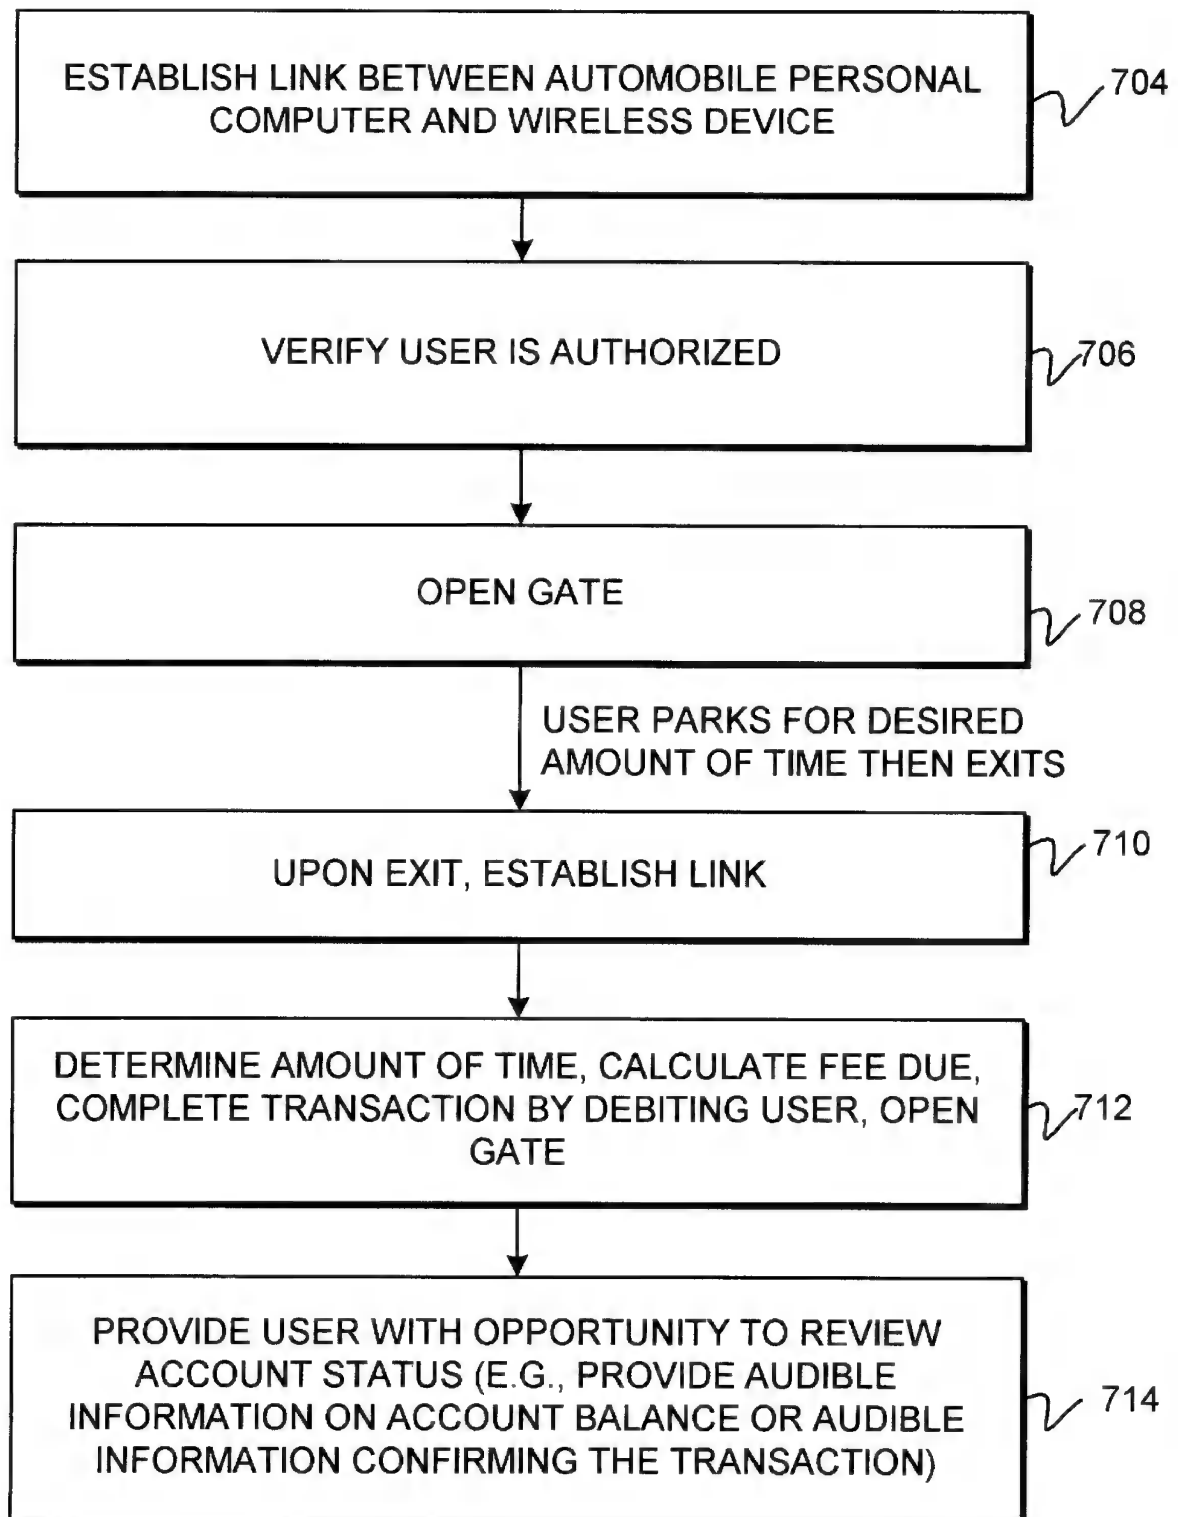 ESTABLISH LINK BETWEEN AUTOMOBILE PERSONAL
COMPUTER AND WIRELESS DEVICE
704
VERIFY USER IS AUTHORIZED
706
OPEN GATE
708
USER PARKS FOR DESIRED
AMOUNT OF TIME THEN EXITS
UPON EXIT, ESTABLISH LINK
710
DETERMINE AMOUNT OF TIME, CALCULATE FEE DUE,
COMPLETE TRANSACTION BY DEBITING USER, OPEN
GATE
712
PROVIDE USER WITH OPPORTUNITY TO REVIEW
ACCOUNT STATUS (E.G., PROVIDE AUDIBLE
INFORMATION ON ACCOUNT BALANCE OR AUDIBLE
INFORMATION CONFIRMING THE TRANSACTION)
714